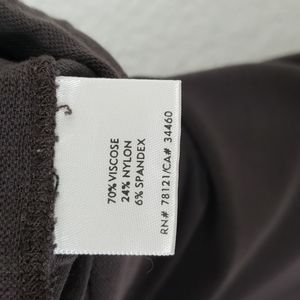 70% VISCOSE
24% NYLON
6% SPANDEX
RN# 78121/CA# 34460